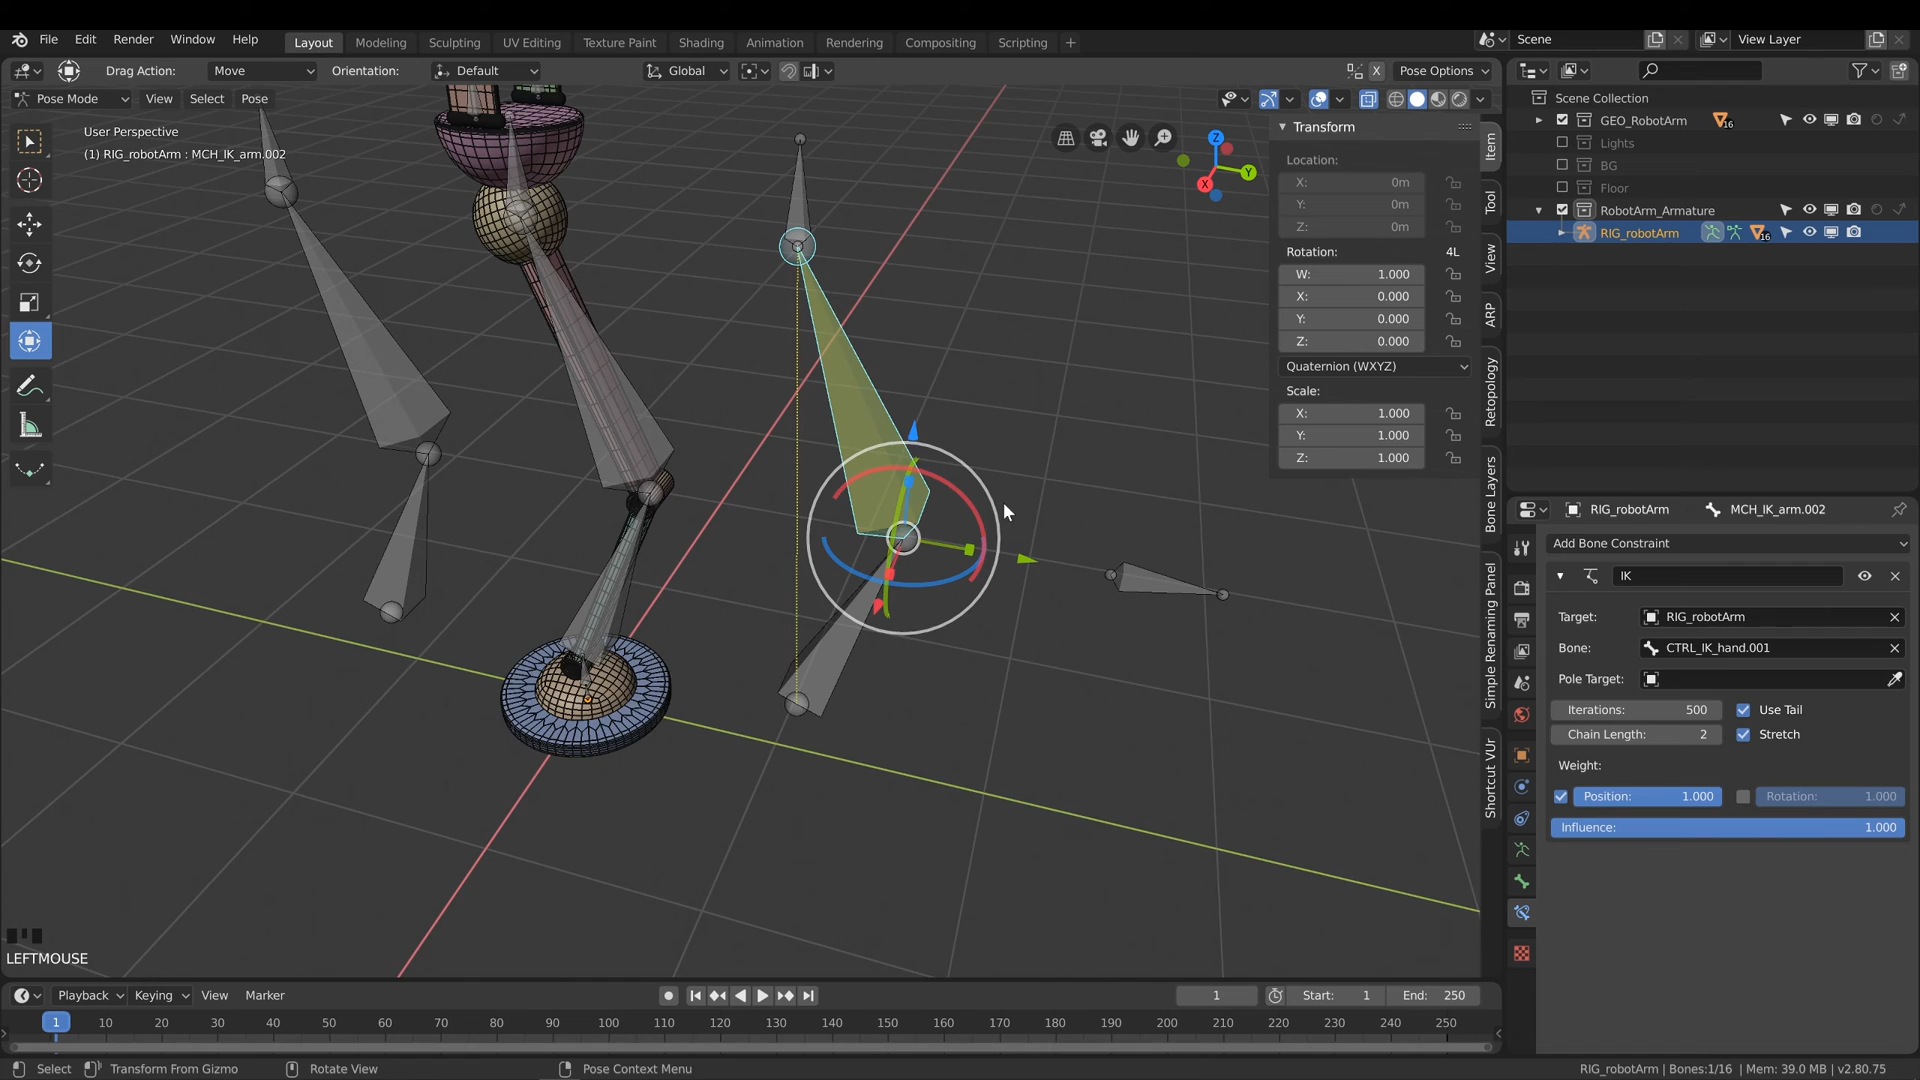 File Edit Render Window Help Layout Modeling Sculpting UV Editing Texture Paint Shading Animation Rendering Compositing Scripting + Scene View Layer
Drag Action: Move Orientation: Default Global X Pose Options
Pose Mode View Select Pose
User Perspective
(1) RIG_robotArm : MCH_IK_arm.002
Z
Y
X
Transform
Location:
X: 0m
Y: 0m
Z: 0m
Rotation: 4L
W: 1.000
X: 0.000
Y: 0.000
Z: 0.000
Quaternion (WXYZ)
Scale:
X: 1.000
Y: 1.000
Z: 1.000
Item
Tool
View
ARP
Retopology
Bone Layers
Simple Renaming Panel
Shortcut VUr
Scene Collection
GEO_RobotArm 16
Lights
BG
Floor
RobotArm_Armature
RIG_robotArm 16
RIG_robotArm MCH_IK_arm.002
Add Bone Constraint
IK
Target: RIG_robotArm
Bone: CTRL_IK_hand.001
Pole Target:
Iterations: 500 Use Tail
Chain Length: 2 Stretch
Weight:
Position: 1.000 Rotation: 1.000
Influence: 1.000
LEFTMOUSE
Playback Keying View Marker 1 Start: 1 End: 250
1 10 20 30 40 50 60 70 80 90 100 110 120 130 140 150 160 170 180 190 200 210 220 230 240 250
Select Transform From Gizmo Rotate View Pose Context Menu RIG_robotArm | Bones:1/16 | Mem: 39.0 MB | v2.80.75